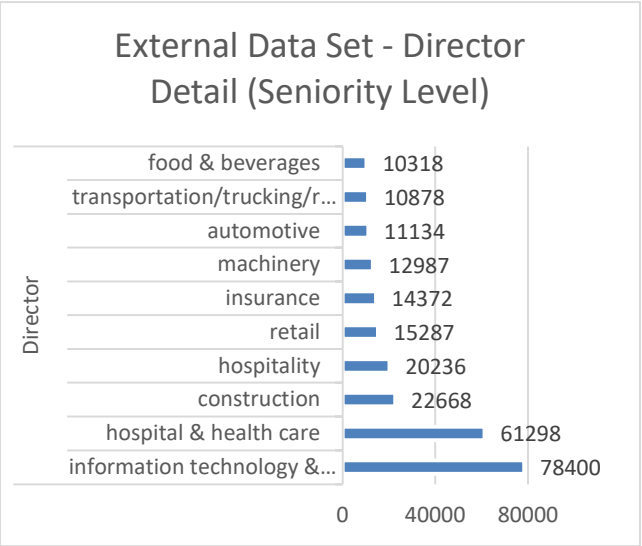 External Data Set - Director
Detail (Seniority Level)
food & beverages 10318
transportation/trucking/r... 10878
automotive 11134
machinery 12987
insurance 14372
retail 15287
hospitality 20236
construction 22668
hospital & health care 61298
information technology &... 78400
Director
0 40000 80000